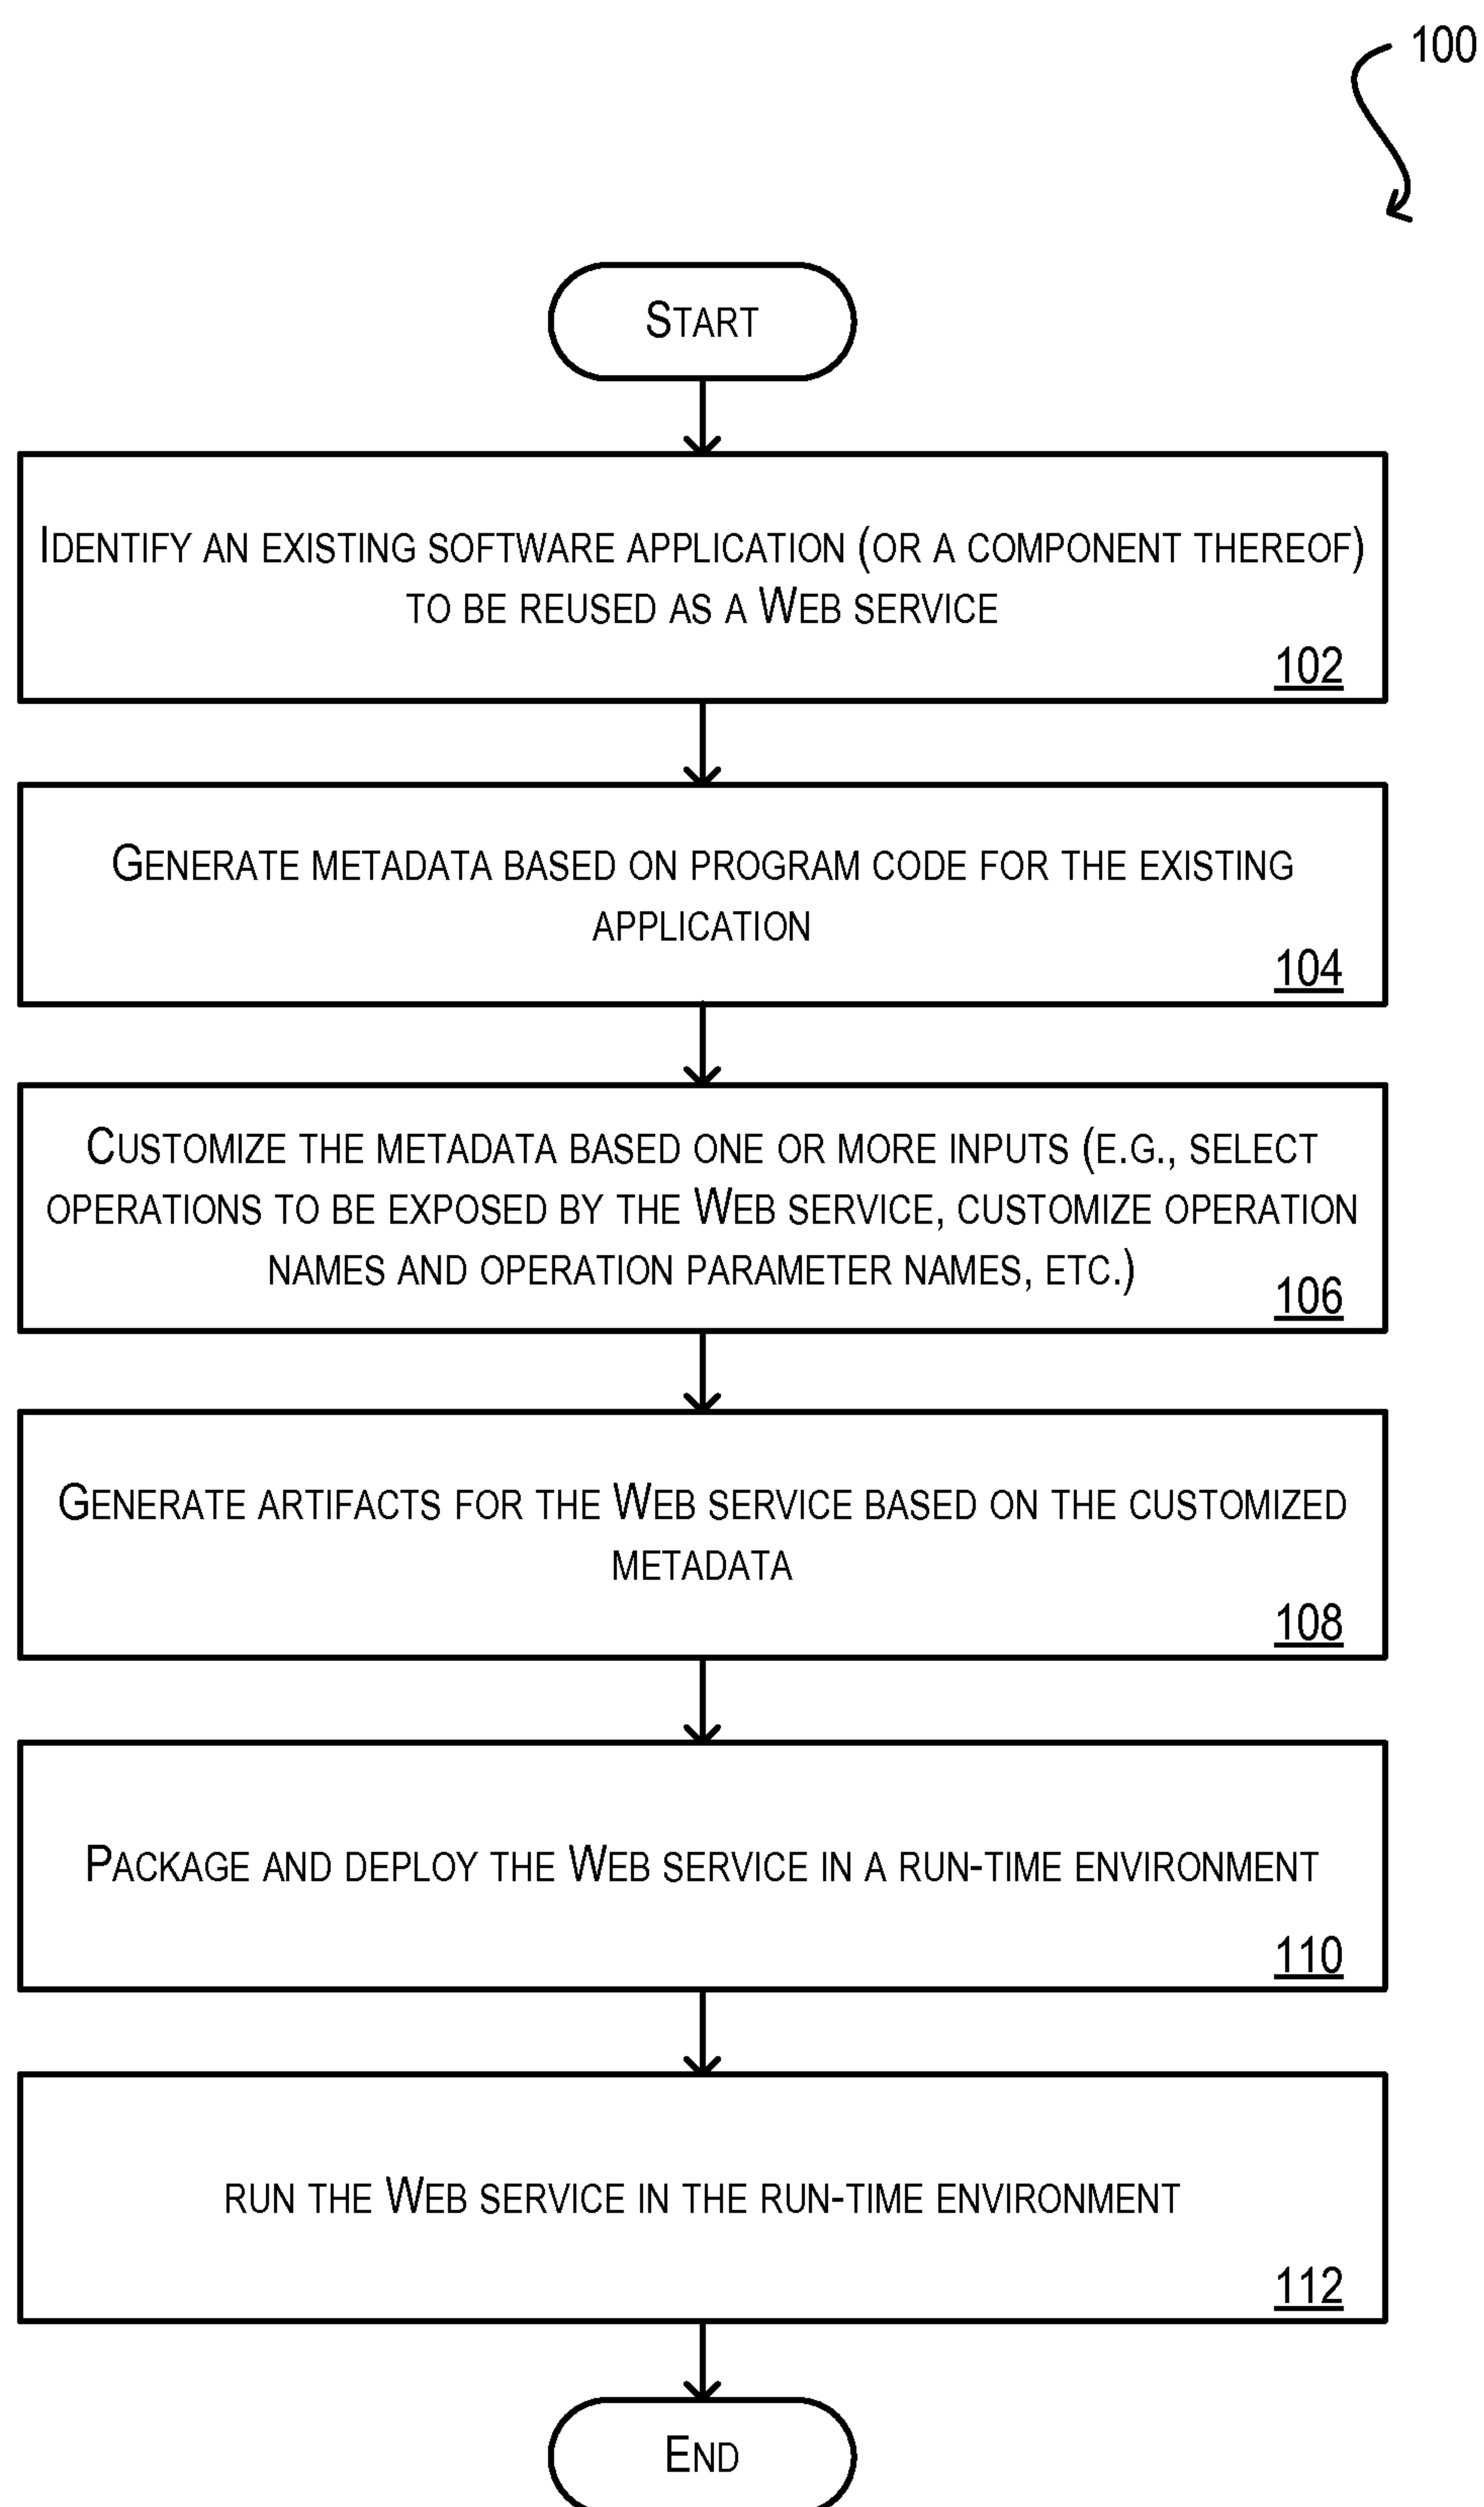 100
START
IDENTIFY AN EXISTING SOFTWARE APPLICATION (OR A COMPONENT THEREOF)
TO BE REUSED AS A WEB SERVICE
102
GENERATE METADATA BASED ON PROGRAM CODE FOR THE EXISTING
APPLICATION
104
CUSTOMIZE THE METADATA BASED ONE OR MORE INPUTS (E.G., SELECT
OPERATIONS TO BE EXPOSED BY THE WEB SERVICE, CUSTOMIZE OPERATION
NAMES AND OPERATION PARAMETER NAMES, ETC.)
106
GENERATE ARTIFACTS FOR THE WEB SERVICE BASED ON THE CUSTOMIZED
METADATA
108
PACKAGE AND DEPLOY THE WEB SERVICE IN A RUN-TIME ENVIRONMENT
110
RUN THE WEB SERVICE IN THE RUN-TIME ENVIRONMENT
112
END